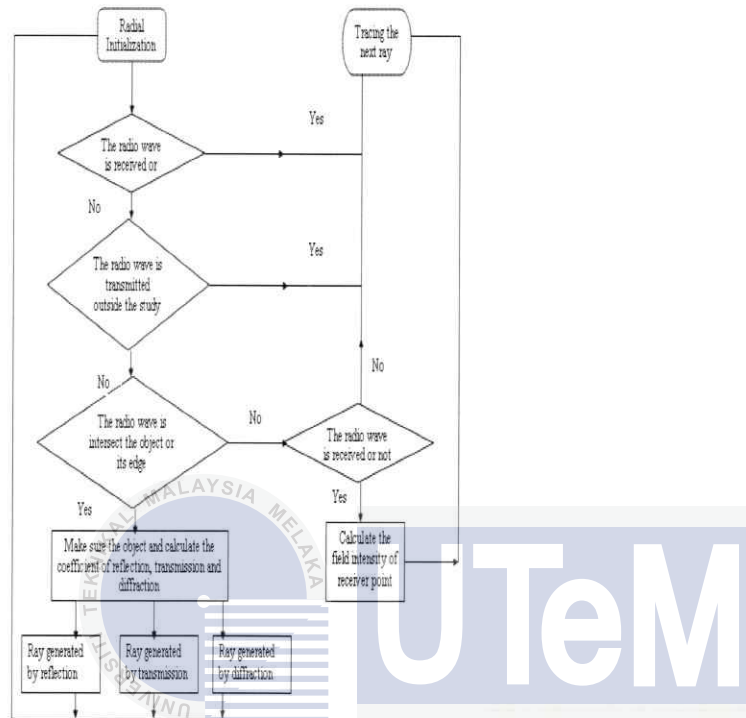 Radial
Initialization
Tracing the
next ray
Yes
The radio wave
is received or
No
Yes
The radio wave is
transmitted
outside the study
No
The radio wave is
intersect the object or
its edge
No
No
The radio wave
is received or not
Yes
Yes
Make sure the object and calculate the
coefficient of reflection, transmission and
diffraction
Calculate the
field intensity of
receiver point
Ray generated
by reflection
Ray generated
by transmission
Ray generated
by diffraction
UNIVERSITI TEKNIKAL MALAYSIA MELAKA
UTeM